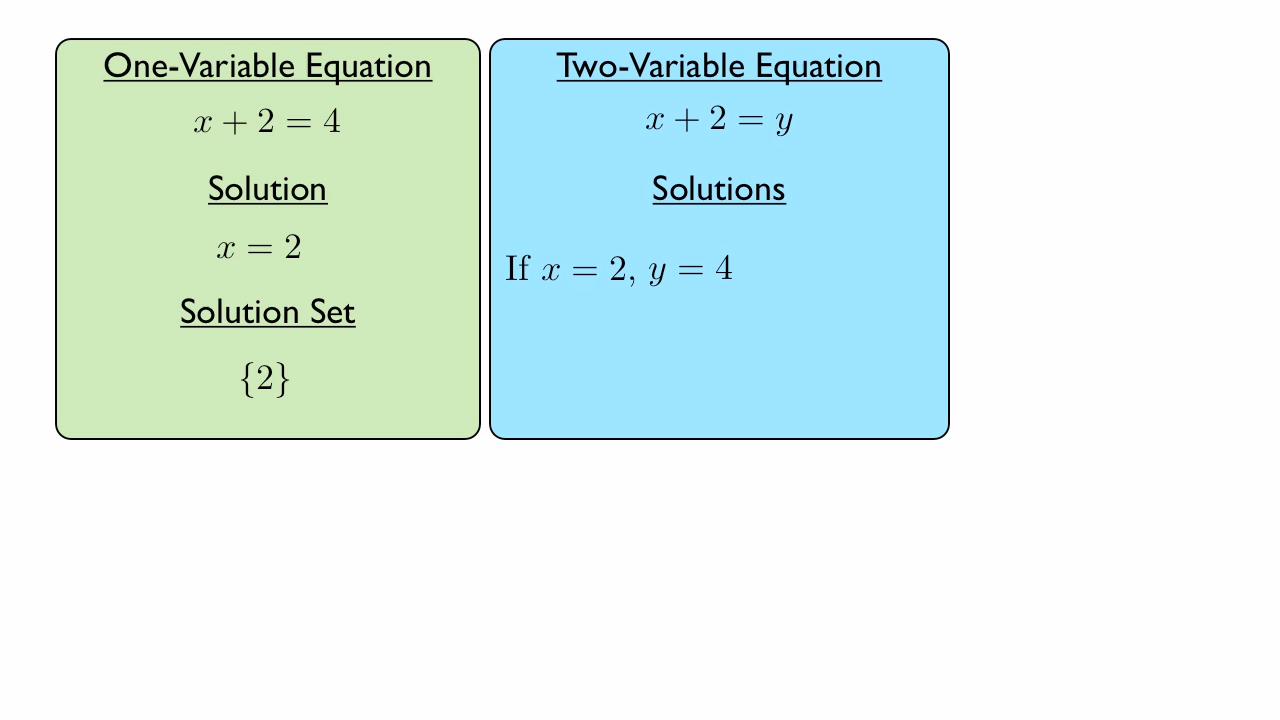 One-Variable Equation
x + 2 = 4
Solution
x = 2
Solution Set
{2}
Two-Variable Equation
x + 2 = y
Solutions
If x = 2, y = 4